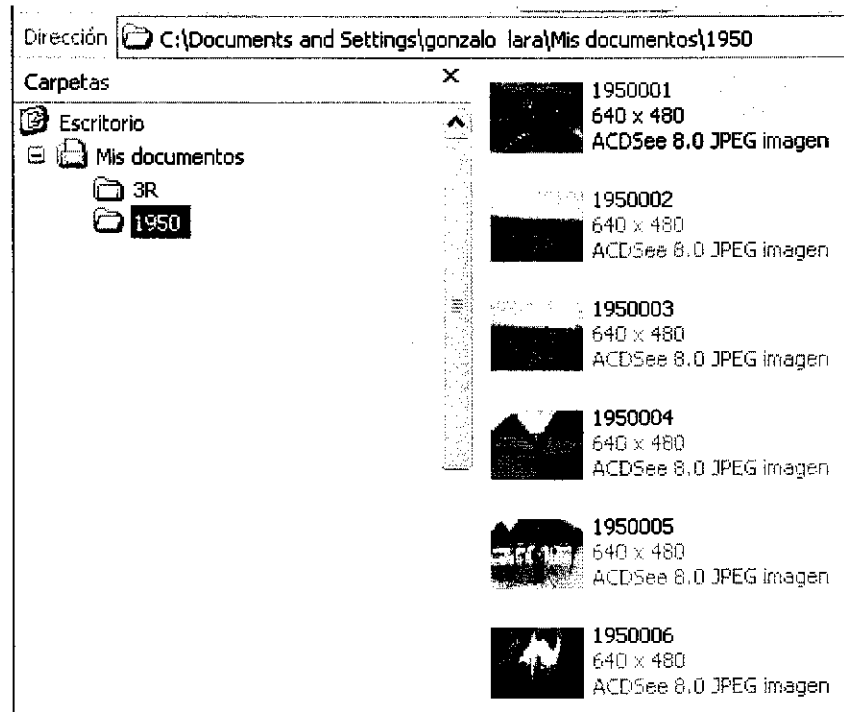 Dirección C:\Documents and Settings\gonzalo lara\Mis documentos\1950
Carpetas ×
Escritorio
Mis documentos
3R
1950
1950001
640 x 480
ACDSee 8.0 JPEG imagen
1950002
640 x 480
ACDSee 8.0 JPEG imagen
1950003
640 x 480
ACDSee 8.0 JPEG imagen
1950004
640 x 480
ACDSee 8.0 JPEG imagen
1950005
640 x 480
ACDSee 8.0 JPEG imagen
1950006
640 x 480
ACDSee 8.0 JPEG imagen